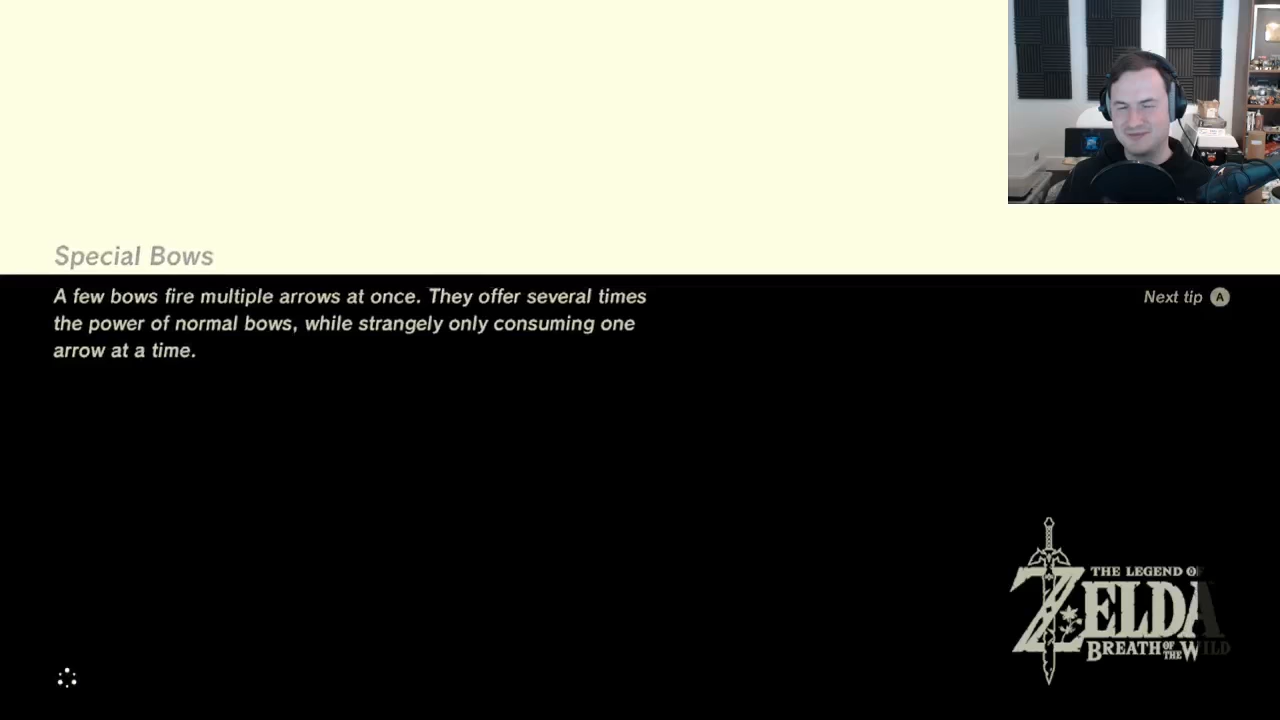 Special Bows
A few bows fire multiple arrows at once. They offer several times
the power of normal bows, while strangely only consuming one
arrow at a time.
Next tip A
THE LEGEND OF
ZELDA
BREATH OF THE WILD